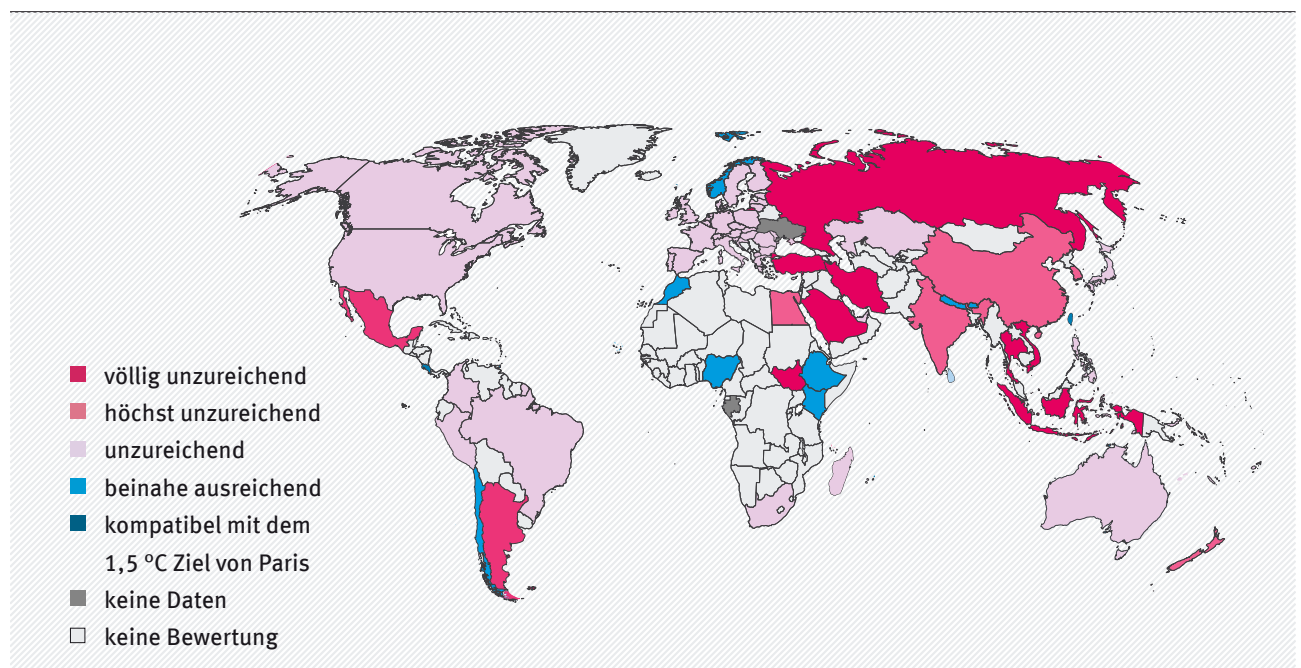 völlig unzureichend
höchst unzureichend
unzureichend
beinahe ausreichend
kompatibel mit dem
1,5 °C Ziel von Paris
keine Daten
keine Bewertung